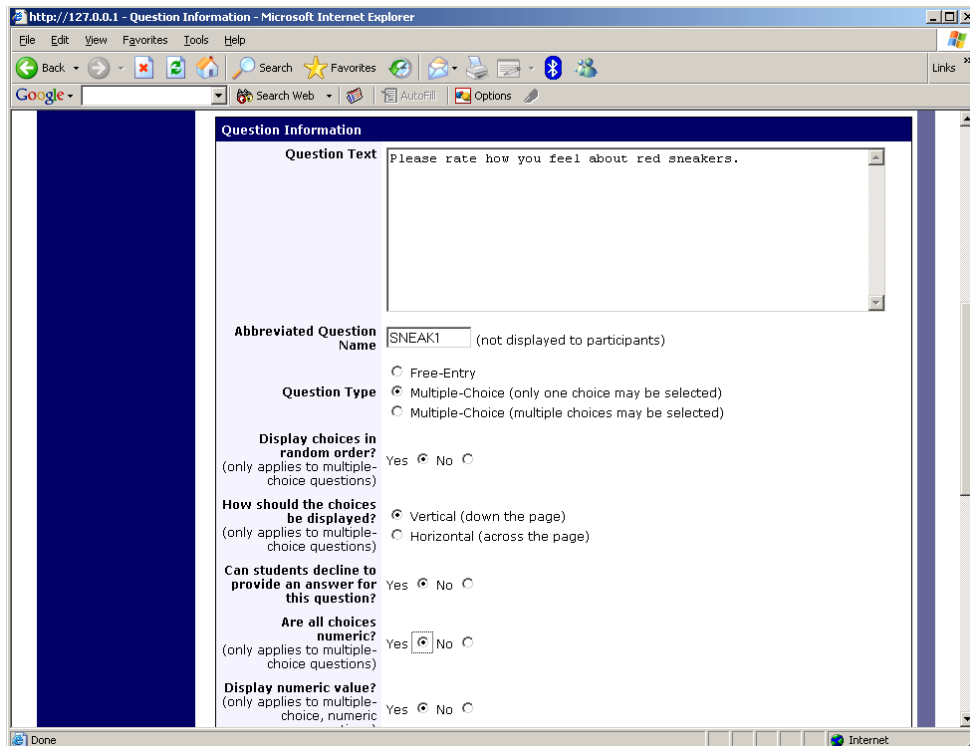 http://127.0.0.1 - Question Information - Microsoft Internet Explorer
File Edit View Favorites Tools Help
Back Search Favorites Links »
Google Search Web AutoFill Options
Question Information
Question Text Please rate how you feel about red sneakers.
Abbreviated Question
Name SNEAK1 (not displayed to participants)
Free-Entry
Question Type Multiple-Choice (only one choice may be selected)
Multiple-Choice (multiple choices may be selected)
Display choices in
random order?
(only applies to multiple-
choice questions)
Yes No
How should the choices
be displayed?
(only applies to multiple-
choice questions)
Vertical (down the page)
Horizontal (across the page)
Can students decline to
provide an answer for
this question?
Yes No
Are all choices
numeric?
(only applies to multiple-
choice questions)
Yes No
Display numeric value?
(only applies to multiple-
choice, numeric
Yes No
Done Internet